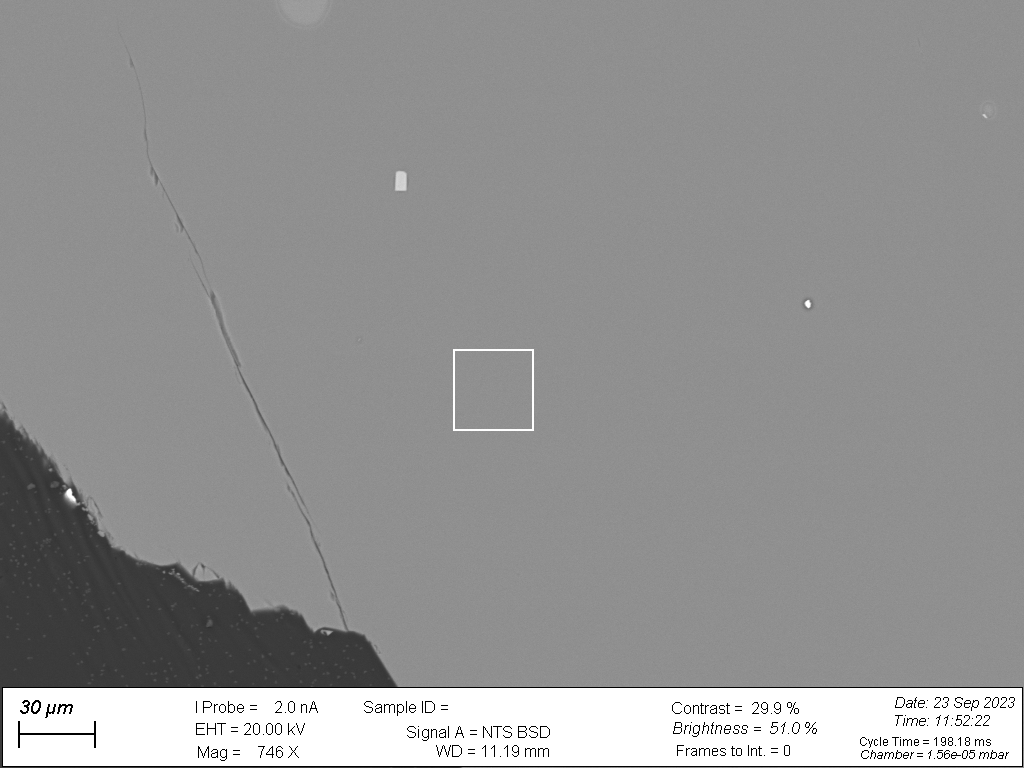 30 µm
I Probe = 2.0 nA
EHT = 20.00 kV
Mag = 746 X
Sample ID =
Signal A = NTS BSD
WD = 11.19 mm
Contrast = 29.9 %
Brightness = 51.0 %
Frames to Int. = 0
Date: 23 Sep 2023
Time: 11:52:22
Cycle Time = 198.18 ms
Chamber = 1.56e-05 mbar